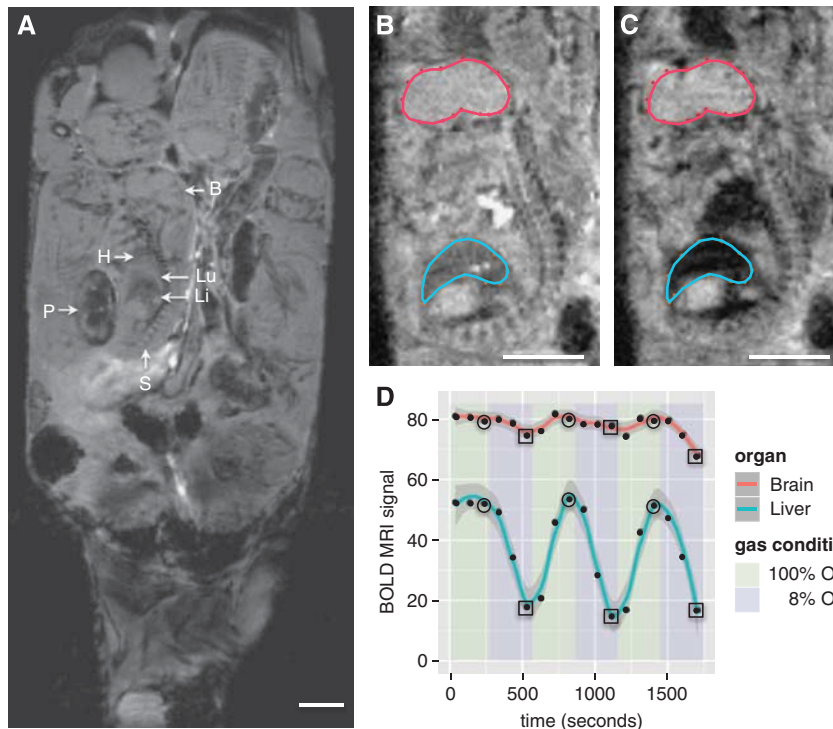 A
B
H
Lu
Li
P
S
B
C
D
80
60
40
20
0
BOLD MRI signal
0
500
1000
1500
time (seconds)
organ
Brain
Liver
gas conditi
100% O
8% O